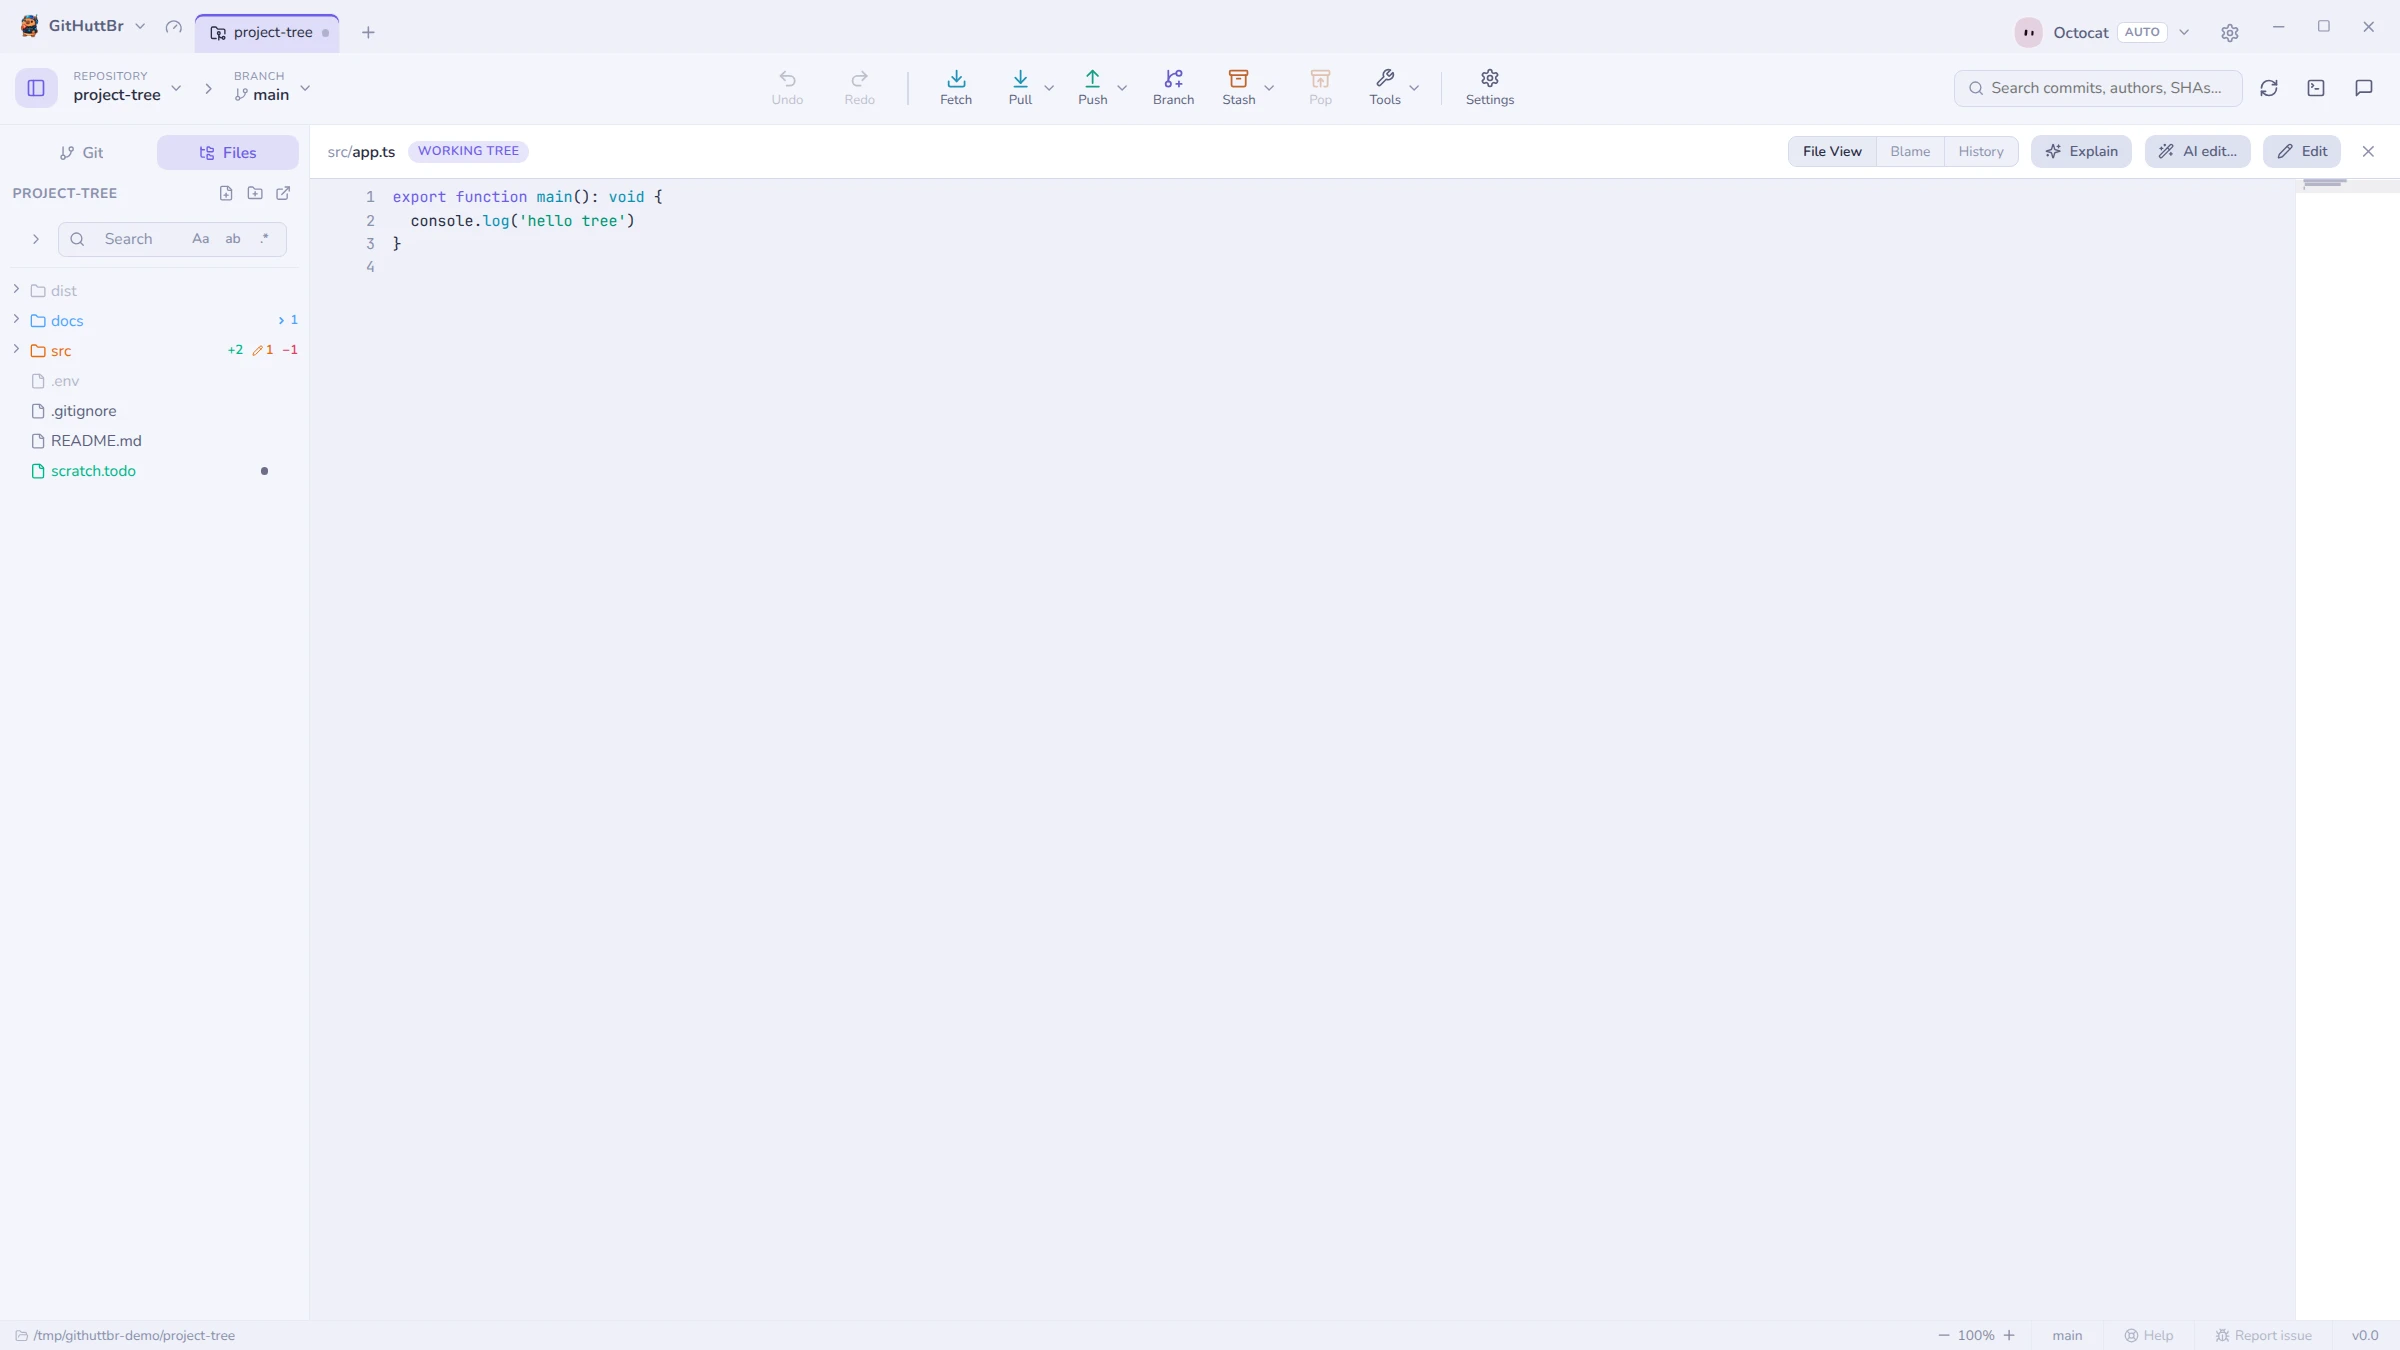 GitHuttBr
project-tree
Octocat AUTO
REPOSITORY
project-tree
BRANCH
main
Undo
Redo
Fetch
Pull
Push
Branch
Stash
Pop
Tools
Settings
Search commits, authors, SHAs...
Git
Files
src/app.ts WORKING TREE
File View
Blame
History
Explain
AI edit...
Edit
PROJECT-TREE
Search Aa ab .*
dist
docs 1
src +2 1 −1
.env
.gitignore
README.md
scratch.todo
1 export function main(): void {
2 console.log('hello tree')
3 }
4
/tmp/githuttbr-demo/project-tree
100%
main
Help
Report issue
v0.0